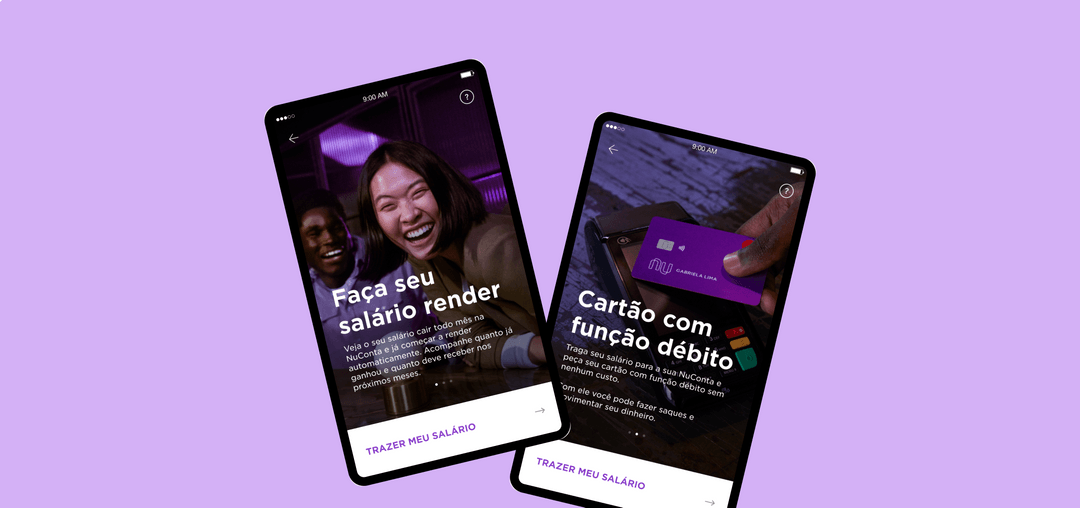 9:00 AM
?
Faça seu
salário render
Veja o seu salário cair todo mês na
NuConta e já começar a render
automaticamente. Acompanhe quanto já
ganhou e quanto deve receber nos
próximos meses.
TRAZER MEU SALÁRIO
9:00 AM
?
nu
GABRIELA LIMA
Cartão com
função débito
Traga seu salário para a sua NuConta e
peça seu cartão com função débito sem
nenhum custo.
Com ele você pode fazer saques e
movimentar seu dinheiro.
TRAZER MEU SALÁRIO